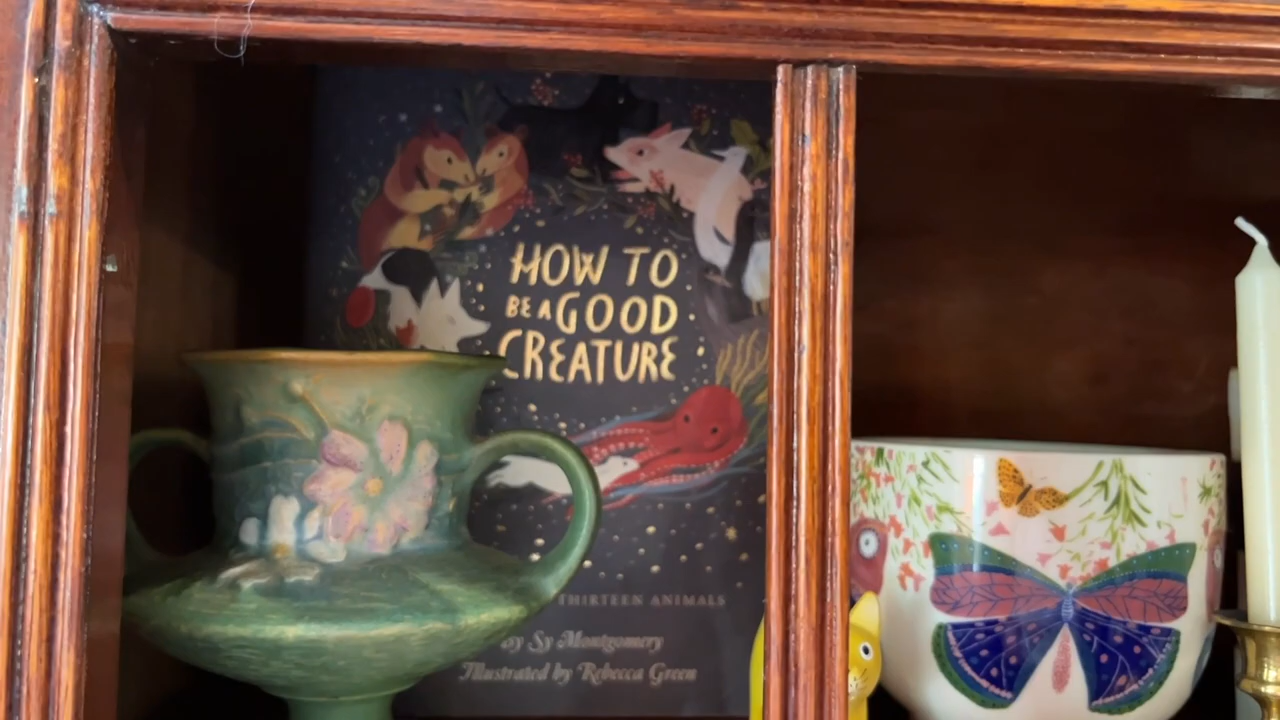 HOW TO
BE A GOOD
CREATURE
THIRTEEN ANIMALS
by Sy Montgomery
Illustrated by Rebecca Green